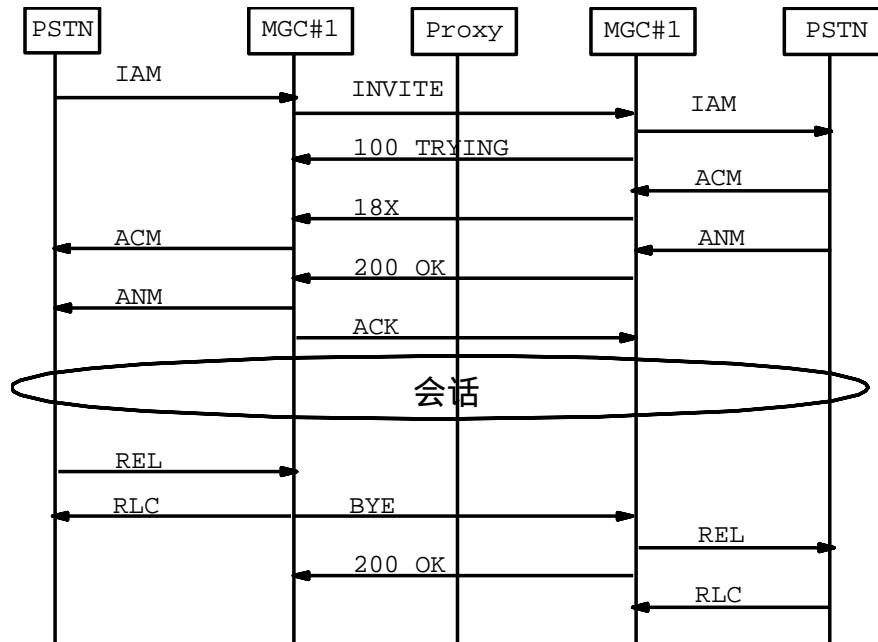 PSTN
MGC#1
Proxy
MGC#1
PSTN
IAM
INVITE
IAM
100 TRYING
ACM
18X
ACM
ANM
200 OK
ANM
ACK
会话
REL
RLC
BYE
REL
200 OK
RLC